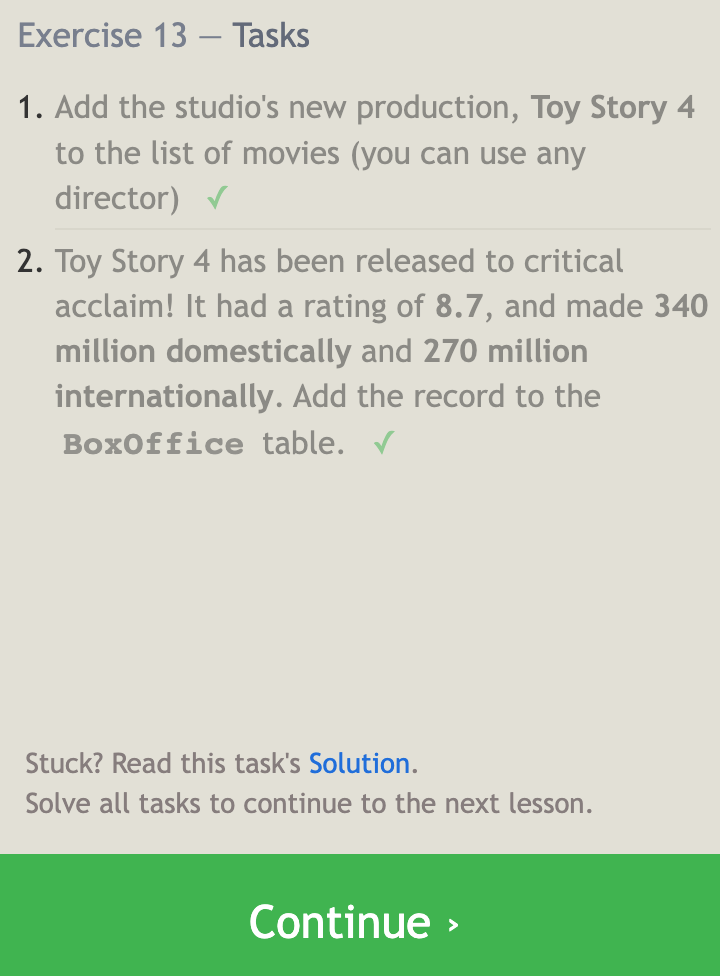 Exercise 13 — Tasks
1. Add the studio's new production, Toy Story 4
to the list of movies (you can use any
director) ✓
2. Toy Story 4 has been released to critical
acclaim! It had a rating of 8.7, and made 340
million domestically and 270 million
internationally. Add the record to the
BoxOffice table. ✓
Stuck? Read this task's Solution.
Solve all tasks to continue to the next lesson.
Continue ›